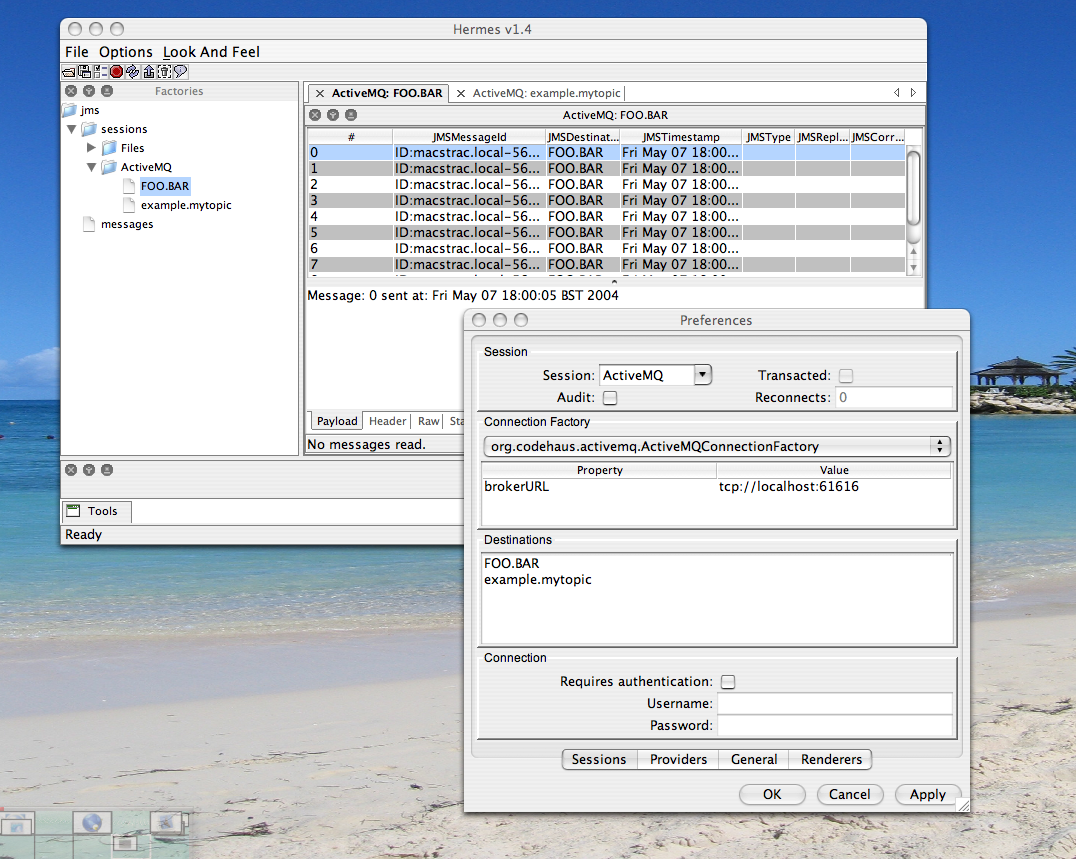 Hermes v1.4
File Options Look And Feel
Factories
jms
sessions
Files
ActiveMQ
FOO.BAR
example.mytopic
messages
ActiveMQ: FOO.BAR ActiveMQ: example.mytopic
ActiveMQ: FOO.BAR
# JMSMessageId JMSDestinat... JMSTimestamp JMSType JMSRepl... JMSCorr...
0 ID:macstrac.local-56... FOO.BAR Fri May 07 18:00...
1 ID:macstrac.local-56... FOO.BAR Fri May 07 18:00...
2 ID:macstrac.local-56... FOO.BAR Fri May 07 18:00...
3 ID:macstrac.local-56... FOO.BAR Fri May 07 18:00...
4 ID:macstrac.local-56... FOO.BAR Fri May 07 18:00...
5 ID:macstrac.local-56... FOO.BAR Fri May 07 18:00...
6 ID:macstrac.local-56... FOO.BAR Fri May 07 18:00...
7 ID:macstrac.local-56... FOO.BAR Fri May 07 18:00...
Message: 0 sent at: Fri May 07 18:00:05 BST 2004
Payload Header Raw Sta
No messages read.
Tools
Ready
Preferences
Session
Session: ActiveMQ Transacted:
Audit: Reconnects: 0
Connection Factory
org.codehaus.activemq.ActiveMQConnectionFactory
Property Value
brokerURL tcp://localhost:61616
Destinations
FOO.BAR
example.mytopic
Connection
Requires authentication:
Username:
Password:
Sessions Providers General Renderers
OK Cancel Apply